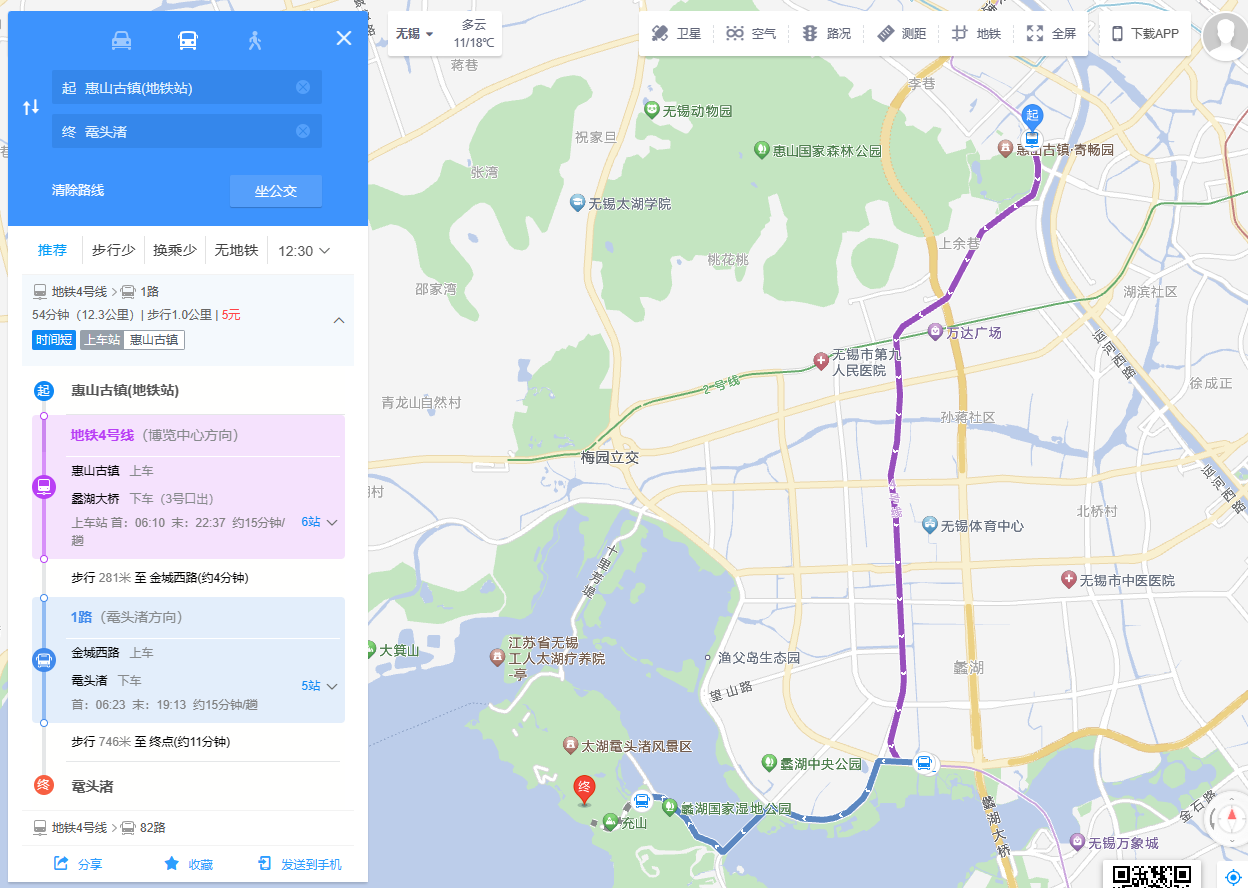 起 惠山古镇(地铁站)
终 鼋头渚
清除路线
坐公交
推荐
步行少
换乘少
无地铁
12:30
地铁4号线 > 1路
54分钟（12.3公里）| 步行1.0公里 | 5元
时间短 上车站 惠山古镇
起 惠山古镇(地铁站)
地铁4号线（博览中心方向）
惠山古镇 上车
蠡湖大桥 下车（3号口出）
上车站 首：06:10 末：22:37 约15分钟/
趟
6站
步行 281米 至 金城西路(约4分钟)
1路（鼋头渚方向）
金城西路 上车
鼋头渚 下车
5站
首：06:23 末：19:13 约15分钟/趟
步行 746米 至 终点(约11分钟)
终 鼋头渚
地铁4号线 > 82路
分享
收藏
发送到手机
无锡
多云
11/18℃
卫星
空气
路况
测距
地铁
全屏
下载APP
蒋巷
李巷
无锡动物园
起
祝家旦
惠山国家森林公园
惠山古镇·寄畅园
张湾
无锡太湖学院
上余巷
桃花桃
邵家湾
湖滨社区
万达广场
运河西路
无锡市第九
人民医院
2号线
徐成正
青龙山自然村
孙蒋社区
梅园立交
运河西路
4号线
北桥村
无锡体育中心
十里芳堤
无锡市中医医院
大箕山
江苏省无锡
工人太湖疗养院
-亭
渔父岛生态园
蠡湖
望山路
太湖鼋头渚风景区
蠡湖中央公园
终
蠡湖国家湿地公园
充山
蠡湖大桥
金石路
无锡万象城